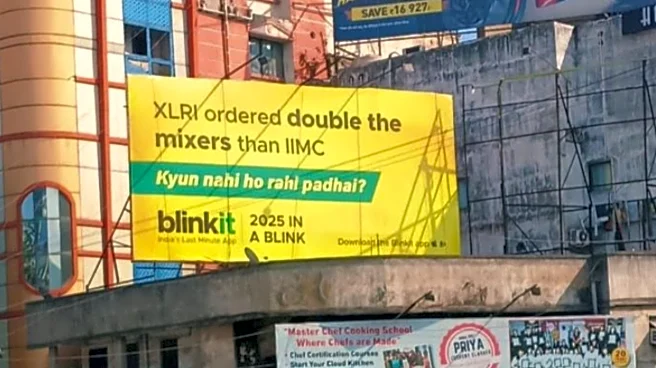 SAVE ₹16 927
XLRI ordered double the
mixers than IIMC
Kyun nahi ho rahi padhai?
blinkit
India's Last Minute App
2025 IN
A BLINK
Download the Blinkit app
"Master Chef Cooking School
Where Chefs are Made"
• Chef Certification Courses
• Start Your Cloud Kitchen
PRIYA
20